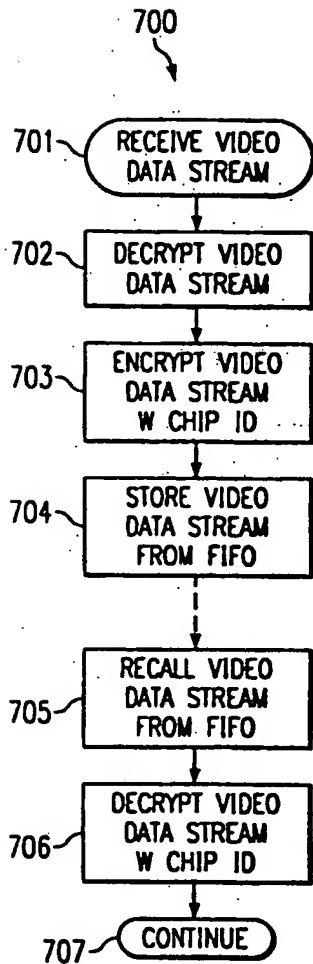 700
701
RECEIVE VIDEO
DATA STREAM
702
DECRYPT VIDEO
DATA STREAM
703
ENCRYPT VIDEO
DATA STREAM
W CHIP ID
704
STORE VIDEO
DATA STREAM
FROM FIFO
705
RECALL VIDEO
DATA STREAM
FROM FIFO
706
DECRYPT VIDEO
DATA STREAM
W CHIP ID
707
CONTINUE